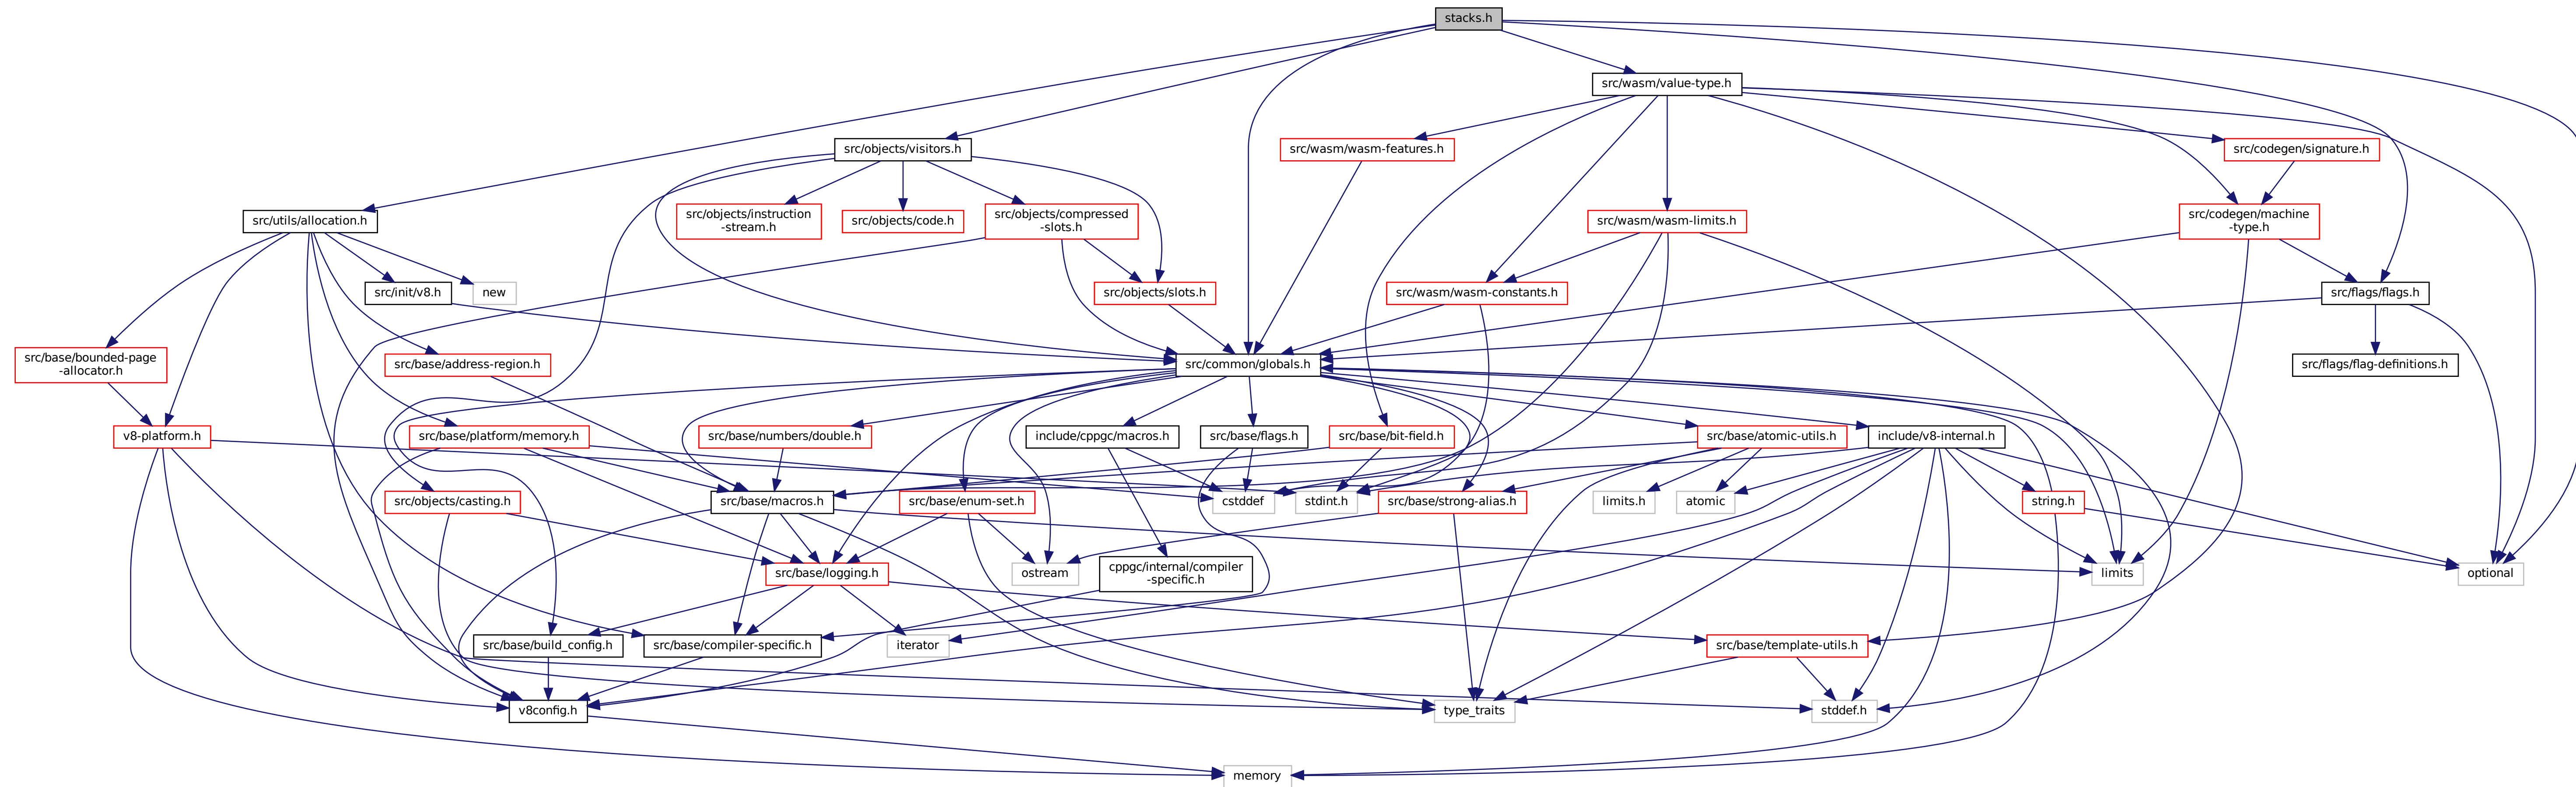 stacks.h
src/wasm/value-type.h
src/objects/visitors.h
src/wasm/wasm-features.h
src/codegen/signature.h
src/utils/allocation.h
src/objects/instruction
-stream.h
src/objects/code.h
src/objects/compressed
-slots.h
src/wasm/wasm-limits.h
src/codegen/machine
-type.h
src/init/v8.h
new
src/objects/slots.h
src/wasm/wasm-constants.h
src/flags/flags.h
src/base/bounded-page
-allocator.h
src/base/address-region.h
src/common/globals.h
src/flags/flag-definitions.h
v8-platform.h
src/base/platform/memory.h
src/base/numbers/double.h
include/cppgc/macros.h
src/base/flags.h
src/base/bit-field.h
src/base/atomic-utils.h
include/v8-internal.h
src/objects/casting.h
src/base/macros.h
src/base/enum-set.h
cstddef
stdint.h
src/base/strong-alias.h
limits.h
atomic
string.h
src/base/logging.h
ostream
cppgc/internal/compiler
-specific.h
limits
optional
src/base/build_config.h
src/base/compiler-specific.h
iterator
src/base/template-utils.h
v8config.h
type_traits
stddef.h
memory